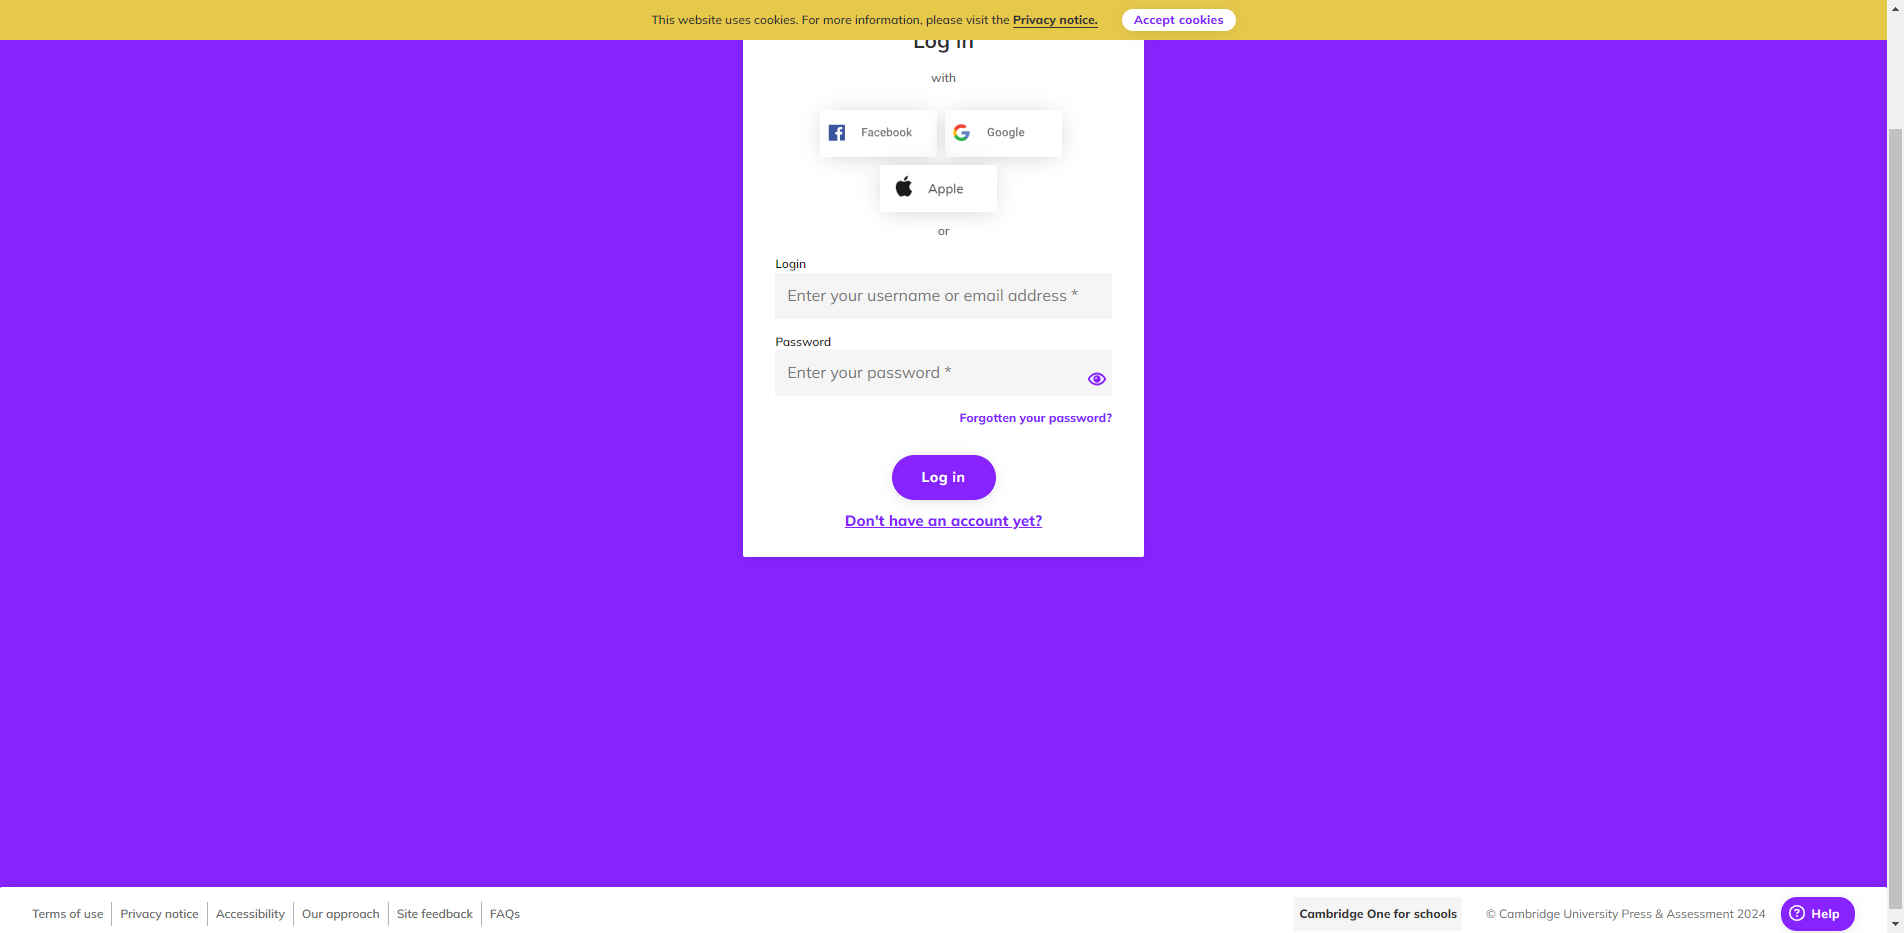 This website uses cookies. For more information, please visit the Privacy notice. Accept cookies
Log in
with
Facebook Google
Apple
or
Login
Enter your username or email address *
Password
Enter your password *
Forgotten your password?
Log in
Don't have an account yet?
Terms of use Privacy notice Accessibility Our approach Site feedback FAQs Cambridge One for schools © Cambridge University Press & Assessment 2024 Help